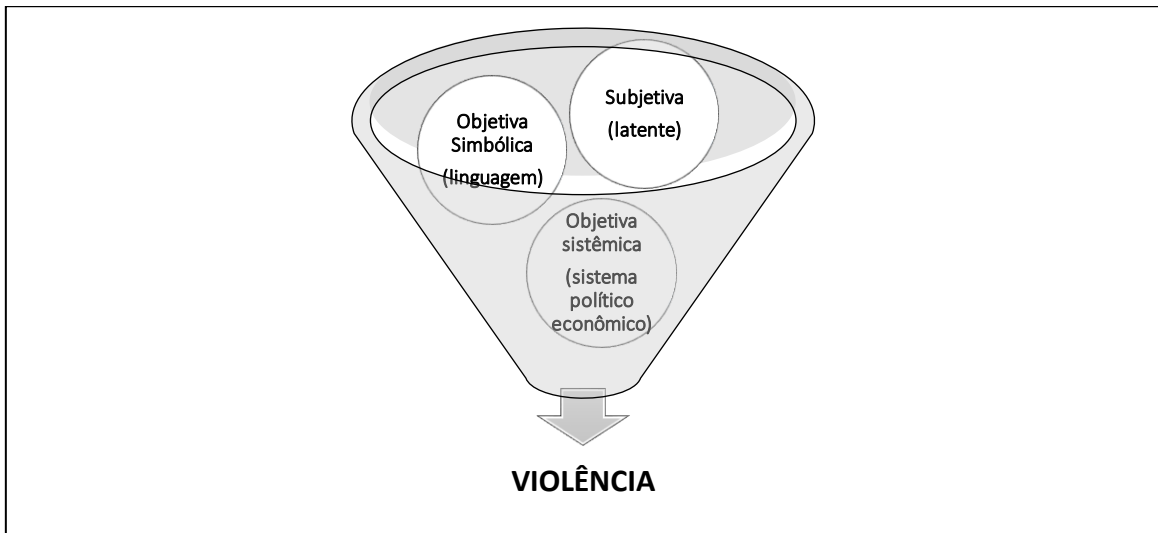 Objetiva
Simbólica
(linguagem)
Subjetiva
(latente)
Objetiva
sistêmica
(sistema
político
econômico)
VIOLÊNCIA